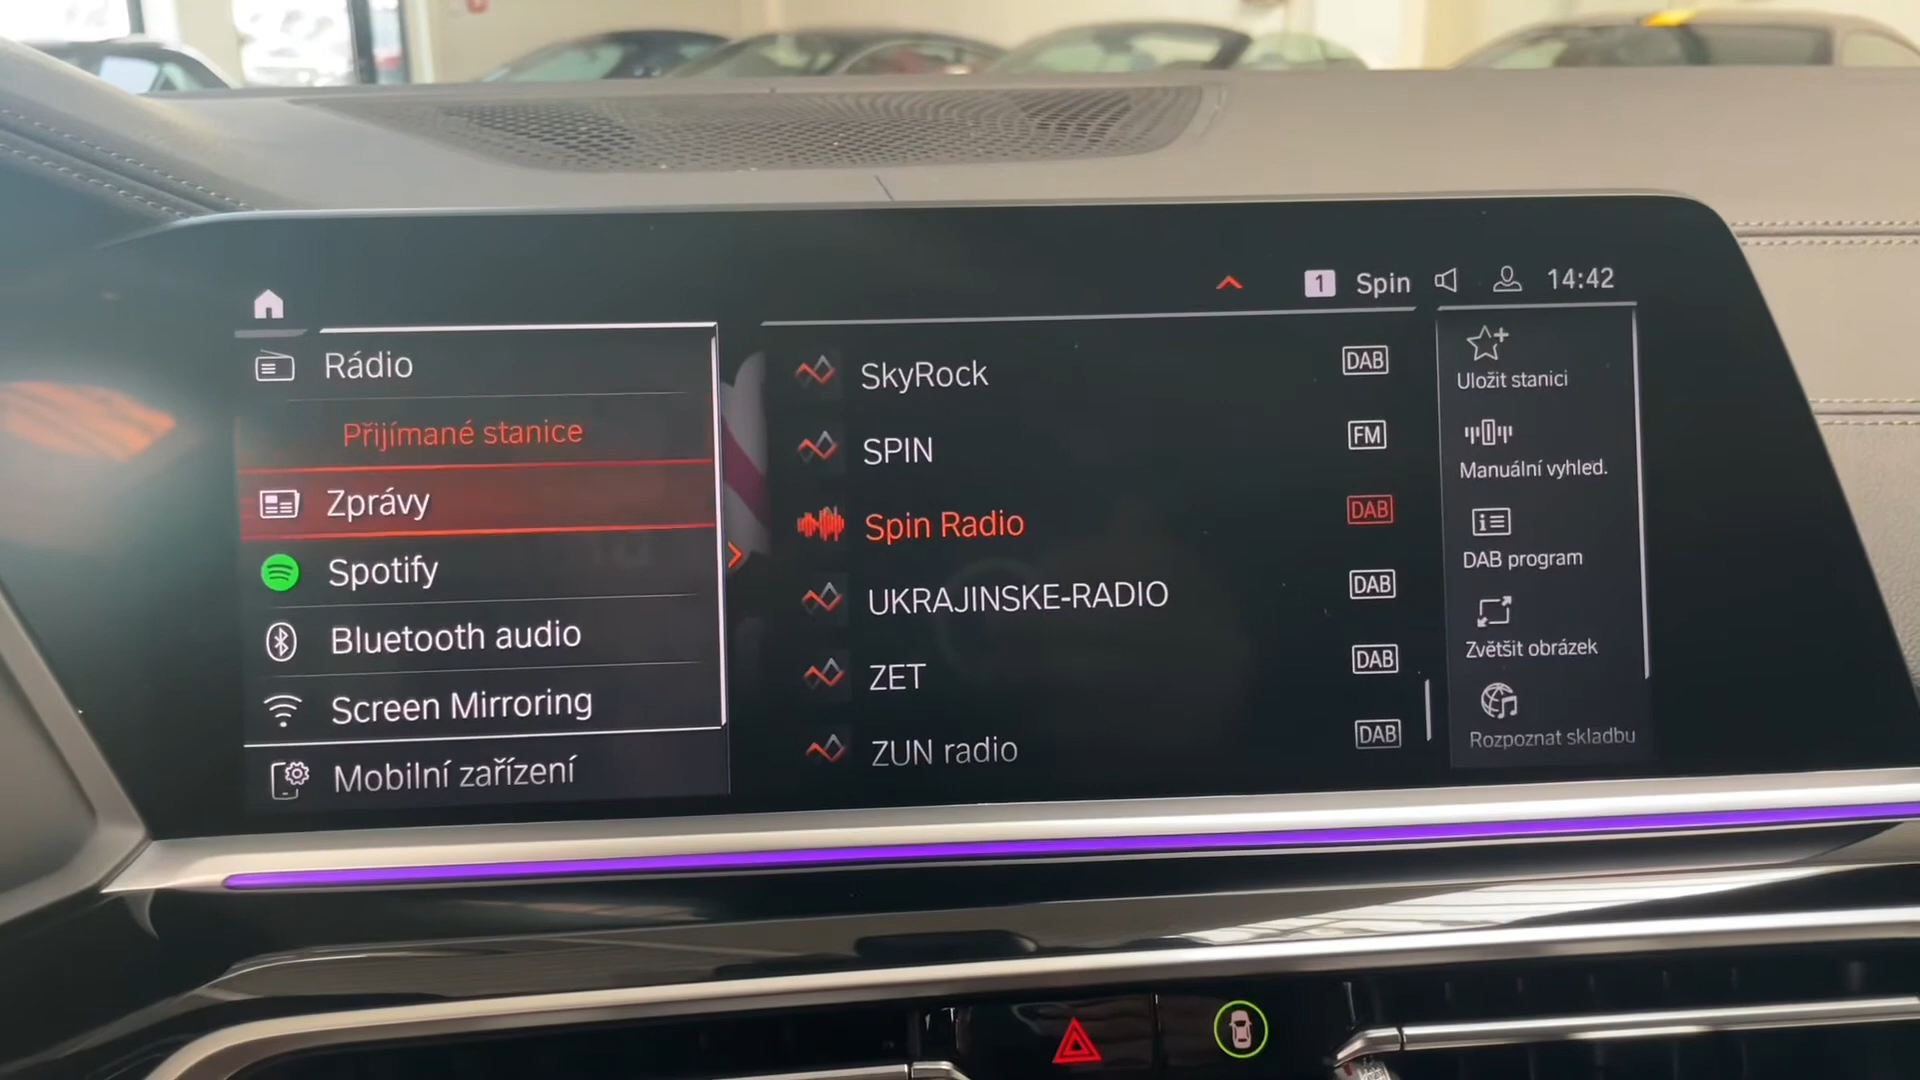 1 Spin 14:42
Rádio
Přijímané stanice
Zprávy
Spotify
Bluetooth audio
Screen Mirroring
Mobilní zařízení
SkyRock DAB
SPIN FM
Spin Radio DAB
UKRAJINSKE-RADIO DAB
ZET DAB
ZUN radio DAB
Uložit stanici
Manuální vyhled.
DAB program
Zvětšit obrázek
Rozpoznat skladbu